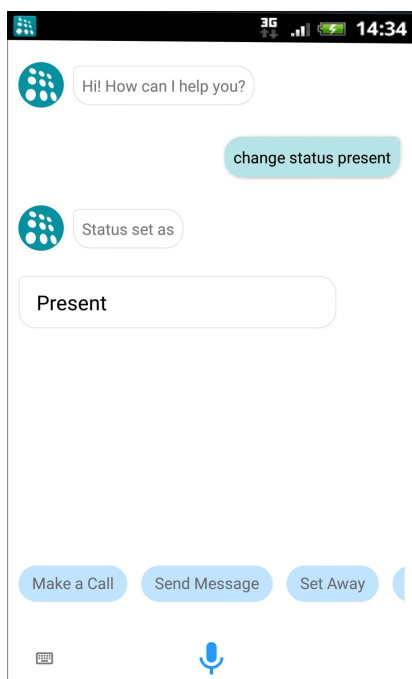 3G
14:34
Hi! How can I help you?
change status present
Status set as
Present
Make a Call
Send Message
Set Away